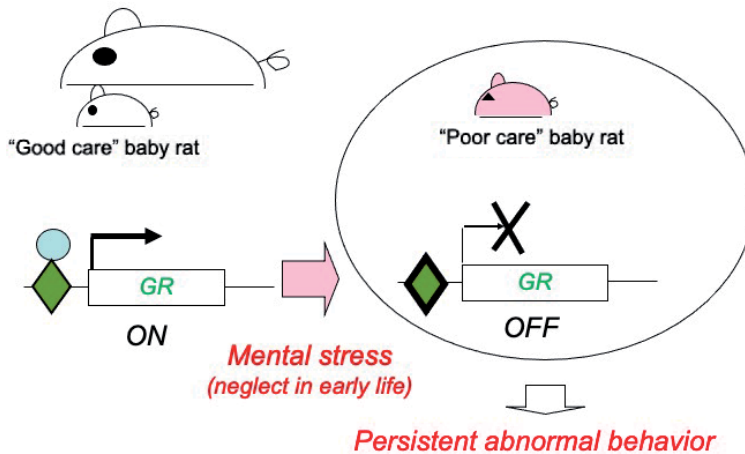 “Good care” baby rat
“Poor care” baby rat
GR
ON
GR
OFF
Mental stress
(neglect in early life)
Persistent abnormal behavior